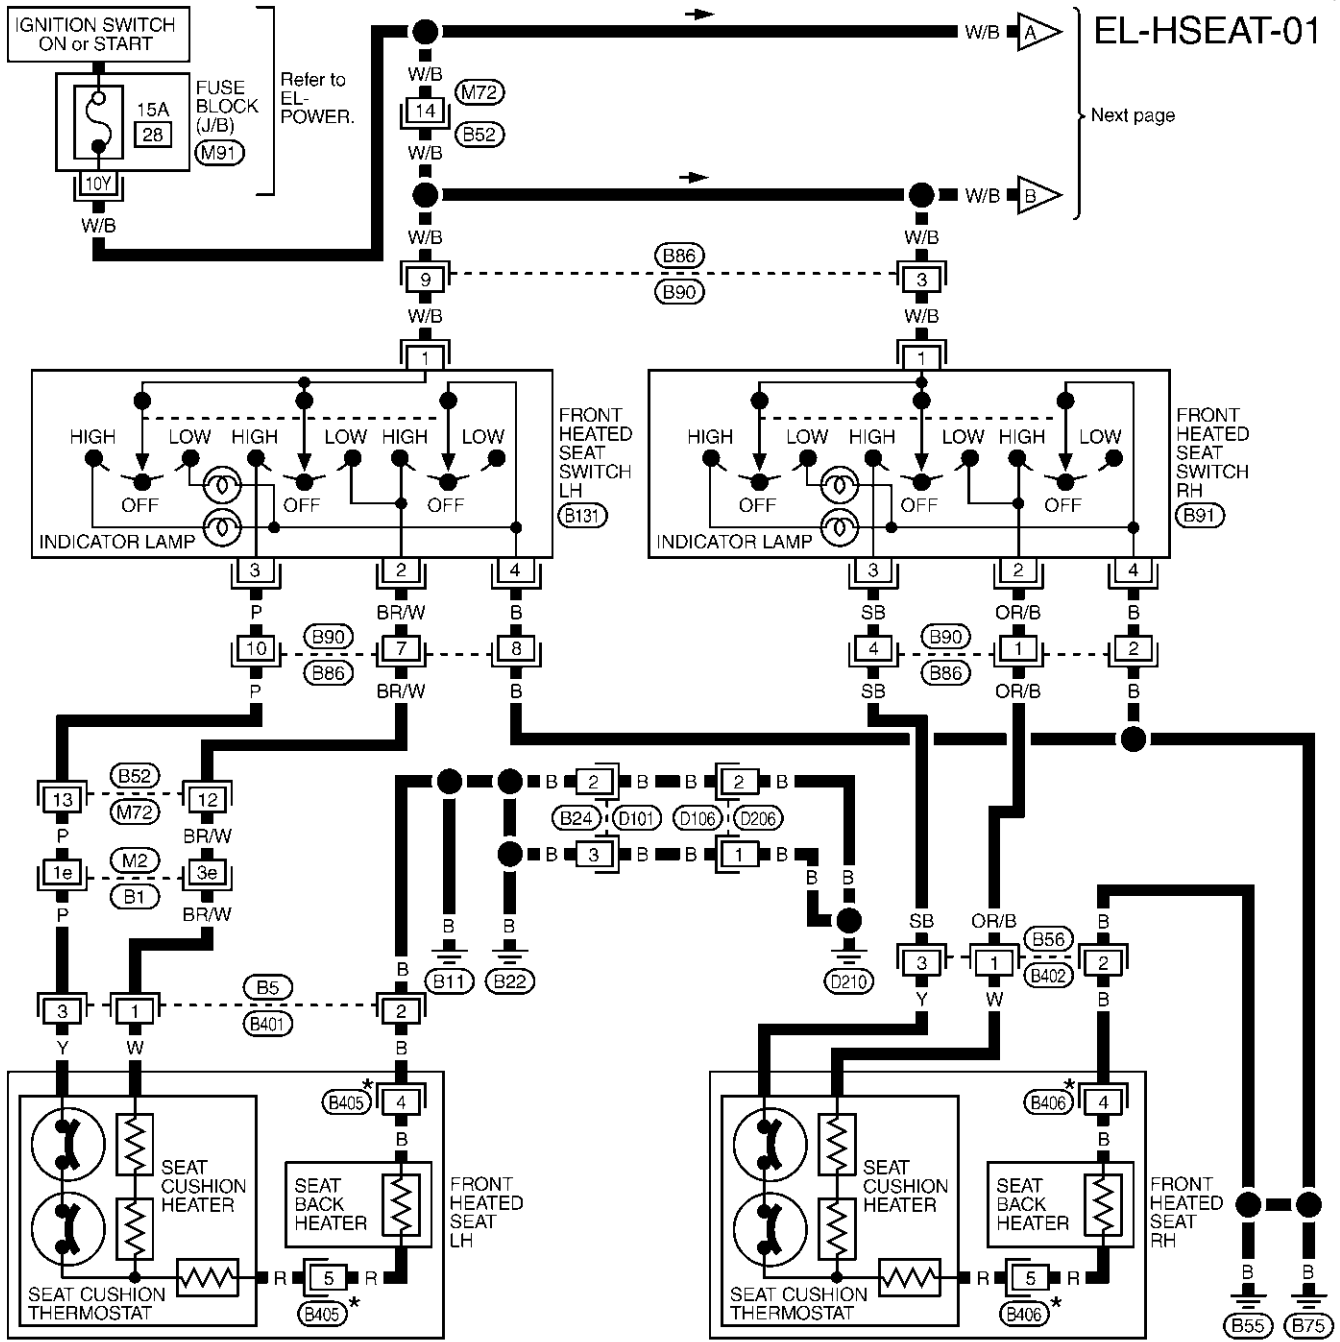 IGNITION SWITCH
ON or START
W/B
A
EL-HSEAT-01
Refer to
EL-
POWER.
FUSE
BLOCK
(J/B)
M91
15A
28
10Y
W/B
W/B
14
M72
B52
W/B
Next page
W/B
B
W/B
W/B
9
B86
B90
3
W/B
W/B
1
1
HIGH
LOW
HIGH
LOW
HIGH
LOW
OFF
OFF
OFF
INDICATOR LAMP
FRONT
HEATED
SEAT
SWITCH
LH
B131
HIGH
LOW
HIGH
LOW
HIGH
LOW
OFF
OFF
OFF
INDICATOR LAMP
FRONT
HEATED
SEAT
SWITCH
RH
B91
3
2
4
3
2
4
P
BR/W
B
SB
OR/B
B
10
B90
B86
7
8
4
B90
B86
1
2
P
BR/W
B
SB
OR/B
B
13
B52
M72
12
P
BR/W
1e
M2
B1
3e
P
BR/W
B
2
B
B
2
B
B24
D101
D106
D206
B
3
B
B
1
B
B
B
B
B
B
B11
B22
D210
SB
OR/B
B
3
1
B56
B402
2
Y
W
B
3
1
B5
B401
2
Y
W
B
B405
*
4
B
SEAT
CUSHION
HEATER
SEAT
BACK
HEATER
FRONT
HEATED
SEAT
LH
R
5
R
B405
*
SEAT CUSHION
THERMOSTAT
B406
*
4
B
SEAT
CUSHION
HEATER
SEAT
BACK
HEATER
FRONT
HEATED
SEAT
RH
R
5
R
B406
*
SEAT CUSHION
THERMOSTAT
B
B
B55
B75